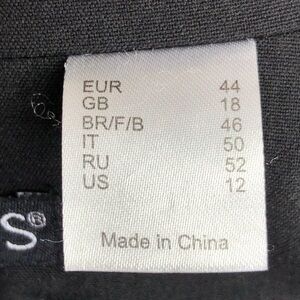 EUR 44
GB 18
BR/F/B 46
IT 50
RU 52
US 12
S®
Made in China